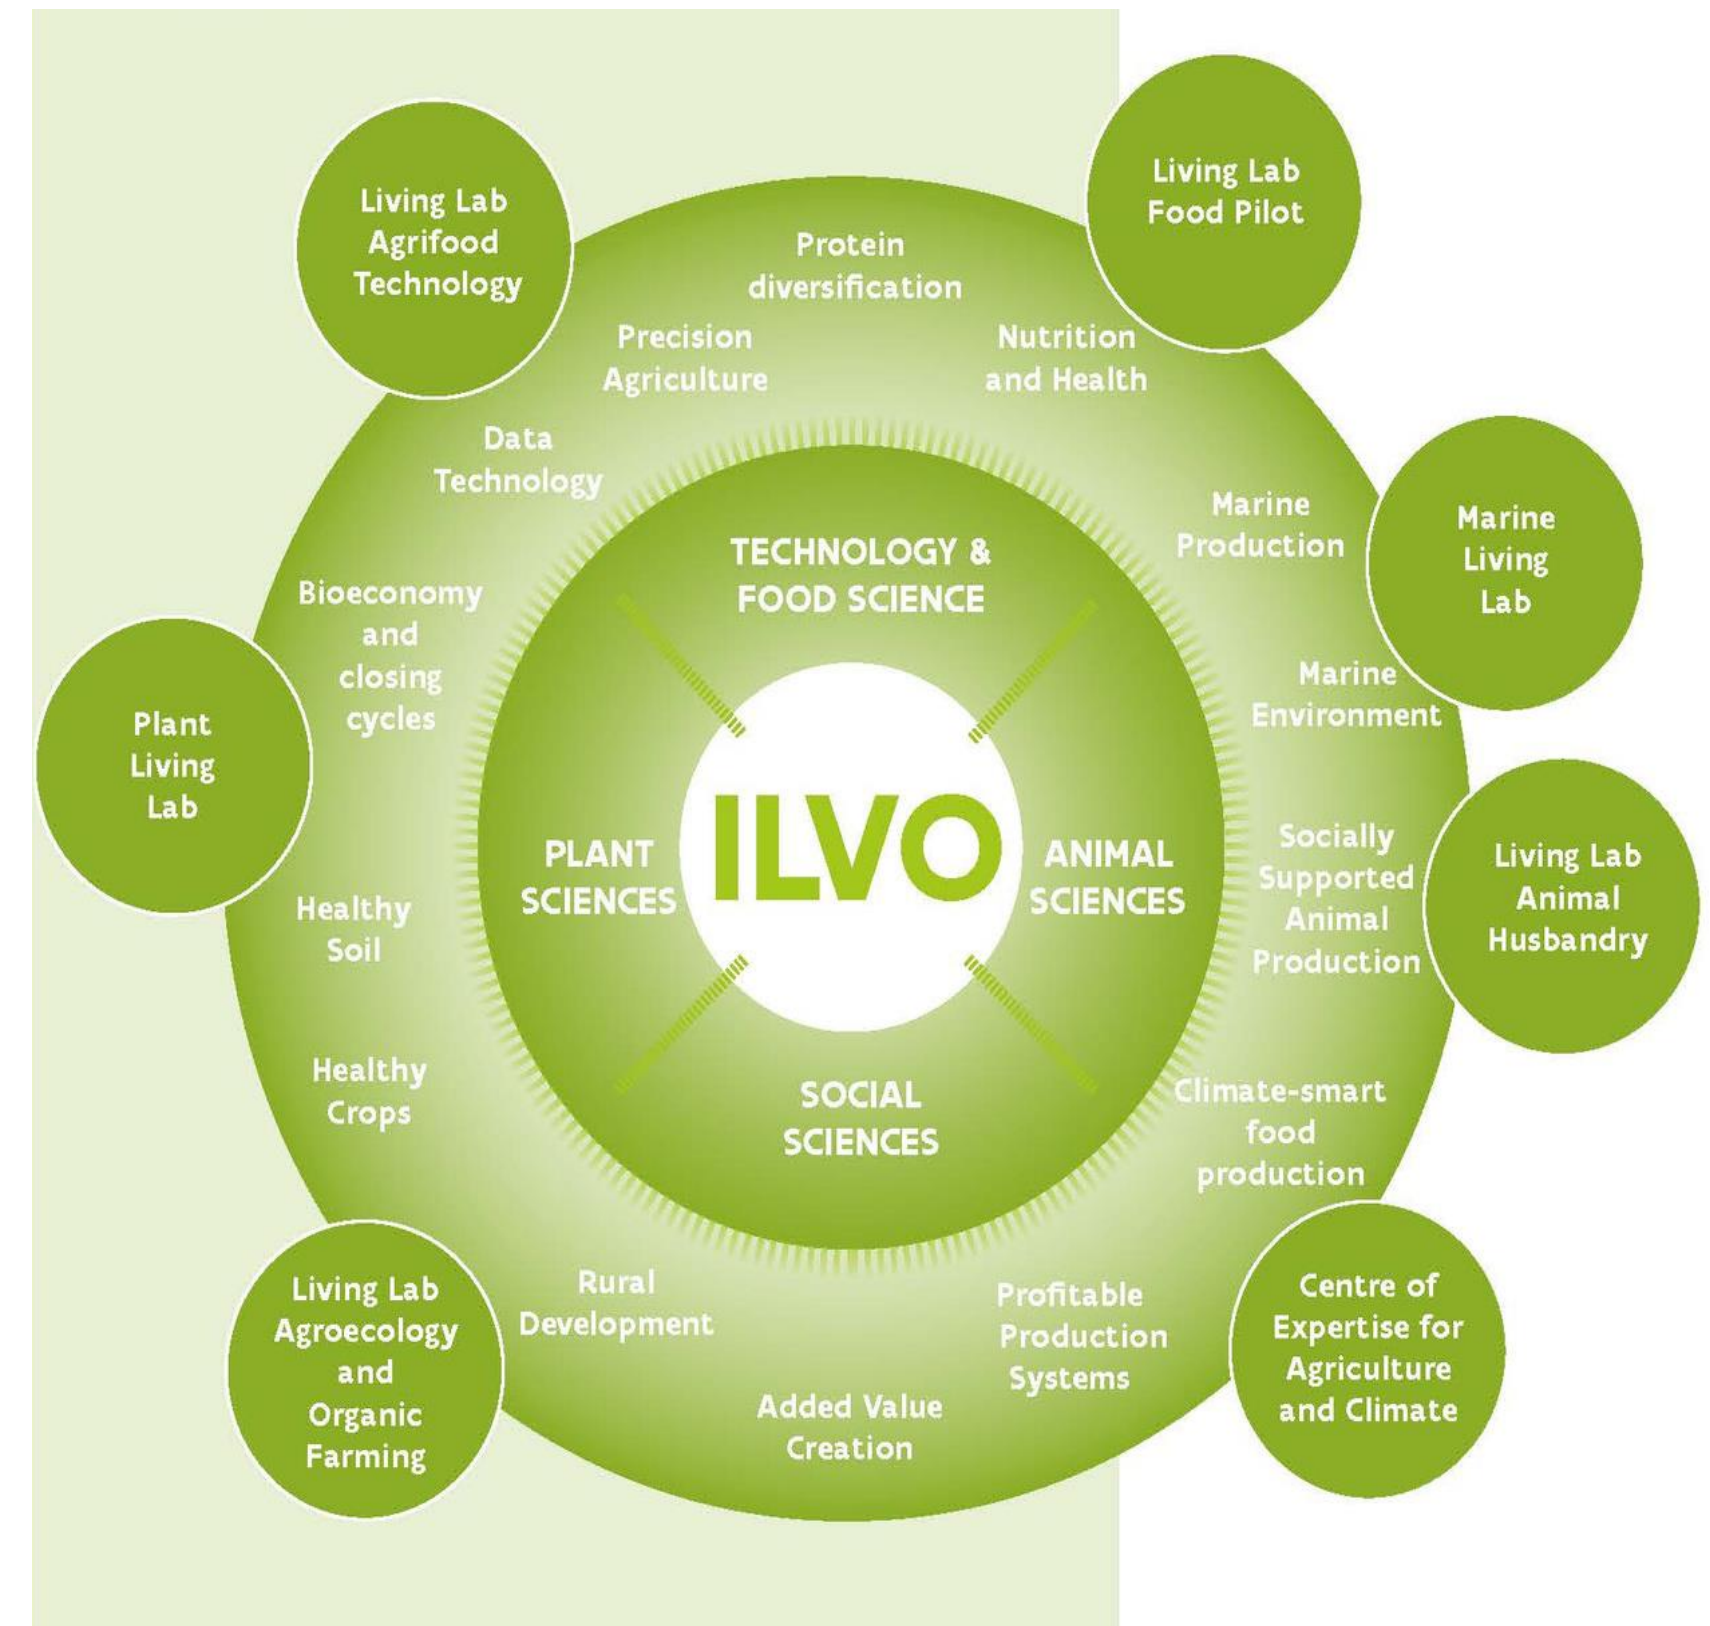 Living Lab
Food Pilot
Living Lab
Agrifood
Technology
Protein
diversification
Precision
Agriculture
Nutrition
and Health
Data
Technology
Marine
Production
Marine
Living
Lab
TECHNOLOGY &
FOOD SCIENCE
Bioeconomy
and
closing
cycles
Marine
Environment
Plant
Living
Lab
ILVO
PLANT
SCIENCES
ANIMAL
SCIENCES
Socially
Supported
Animal
Production
Living Lab
Animal
Husbandry
Healthy
Soil
Healthy
Crops
SOCIAL
SCIENCES
Climate-smart
food
production
Living Lab
Agroecology
and
Organic
Farming
Rural
Development
Profitable
Production
Systems
Centre of
Expertise for
Agriculture
and Climate
Added Value
Creation